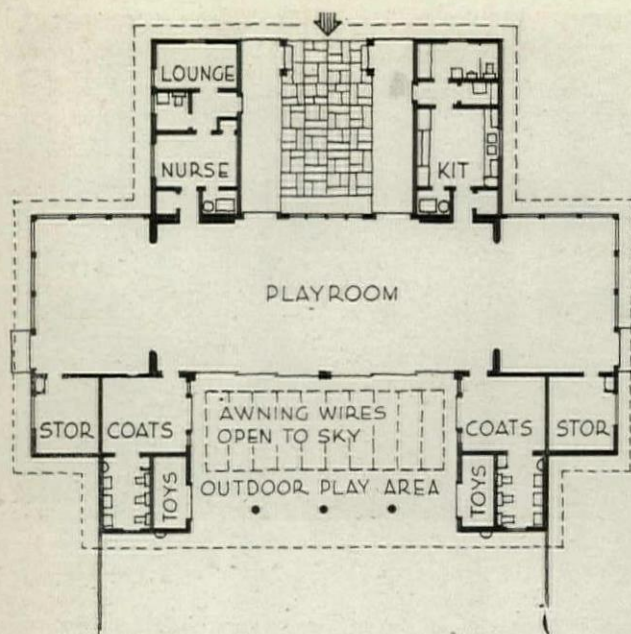 LOUNGE
NURSE
KIT
PLAYROOM
STOR
COATS
AWNING WIRES
OPEN TO SKY
COATS
STOR
TOYS
OUTDOOR PLAY AREA
TOYS